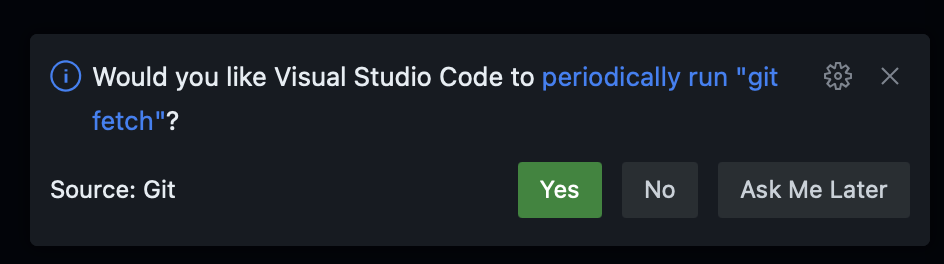 Would you like Visual Studio Code to periodically run "git
fetch"?
Source: Git
Yes
No
Ask Me Later